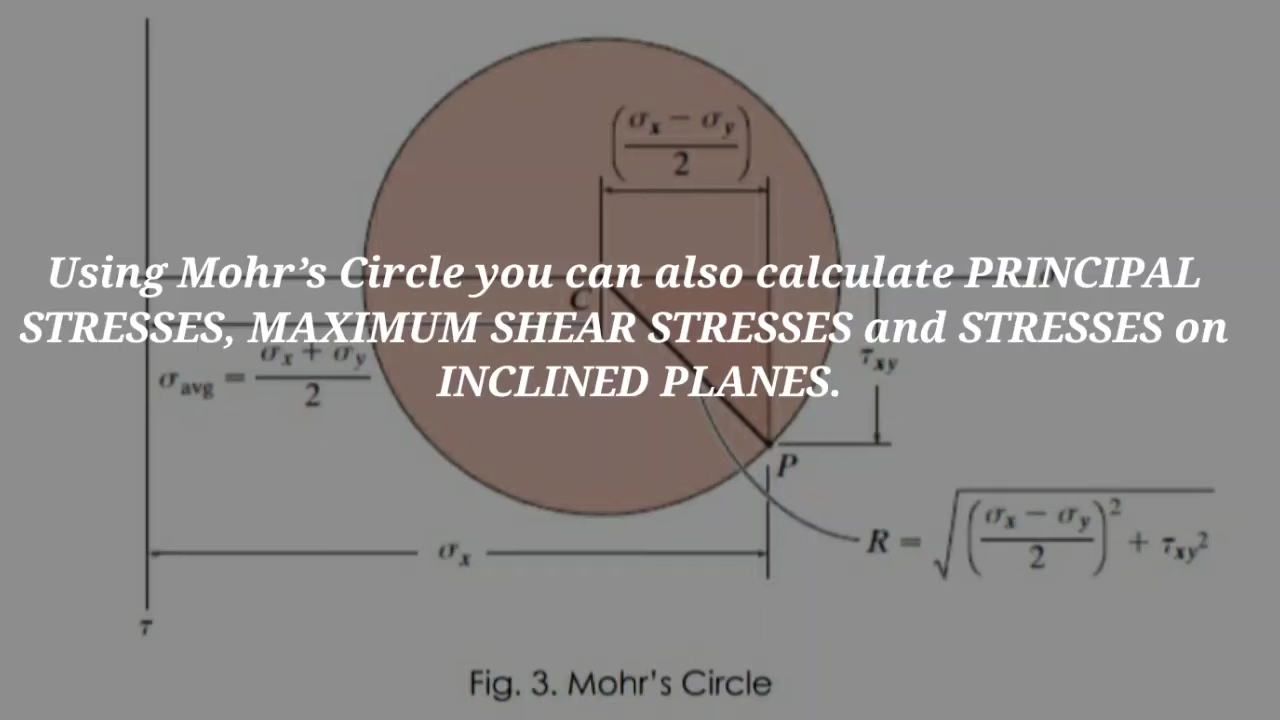 (σx − σy / 2)
Using Mohr’s Circle you can also calculate PRINCIPAL
STRESSES, MAXIMUM SHEAR STRESSES and STRESSES on
INCLINED PLANES.
C
σavg = σx + σy / 2
τxy
P
R = √(σx − σy / 2)² + τxy²
σx
τ
Fig. 3. Mohr’s Circle